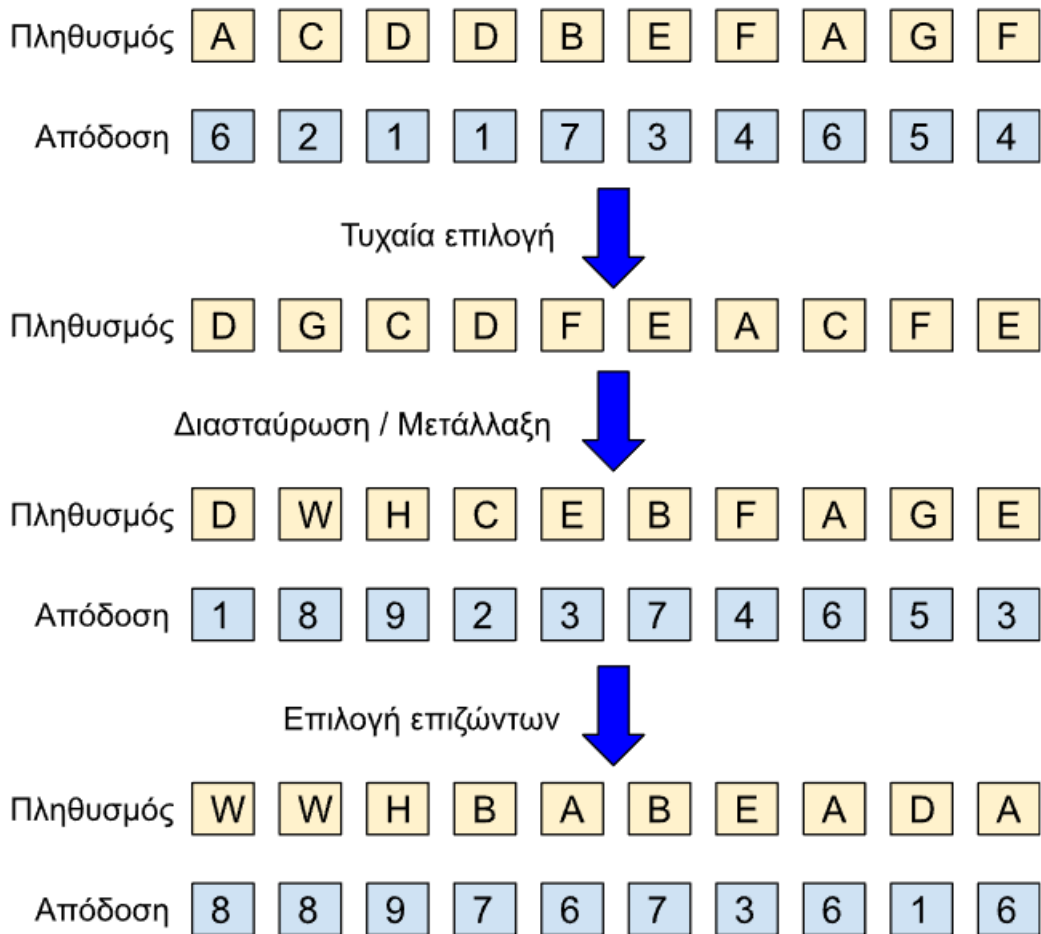 Πληθυσμός A C D D B E F A G F
Απόδοση 6 2 1 1 7 3 4 6 5 4
Τυχαία επιλογή
Πληθυσμός D G C D F E A C F E
Διασταύρωση / Μετάλλαξη
Πληθυσμός D W H C E B F A G E
Απόδοση 1 8 9 2 3 7 4 6 5 3
Επιλογή επιζώντων
Πληθυσμός W W H B A B E A D A
Απόδοση 8 8 9 7 6 7 3 6 1 6